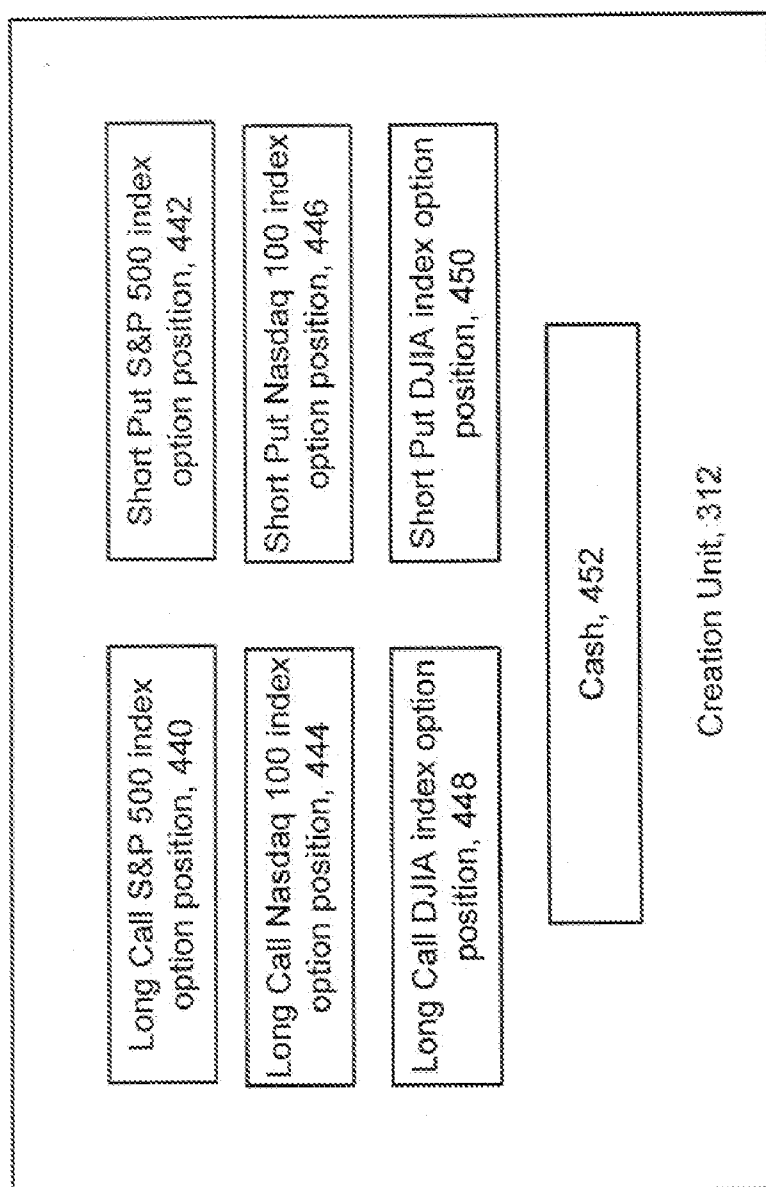 Long Call S&P 500 index
option position, 440
Short Put S&P 500 index
option position, 442
Long Call Nasdaq 100 index
option position, 444
Short Put Nasdaq 100 index
option position, 446
Long Call DJIA index option
position, 448
Short Put DJIA index option
position, 450
Cash, 452
Creation Unit, 312